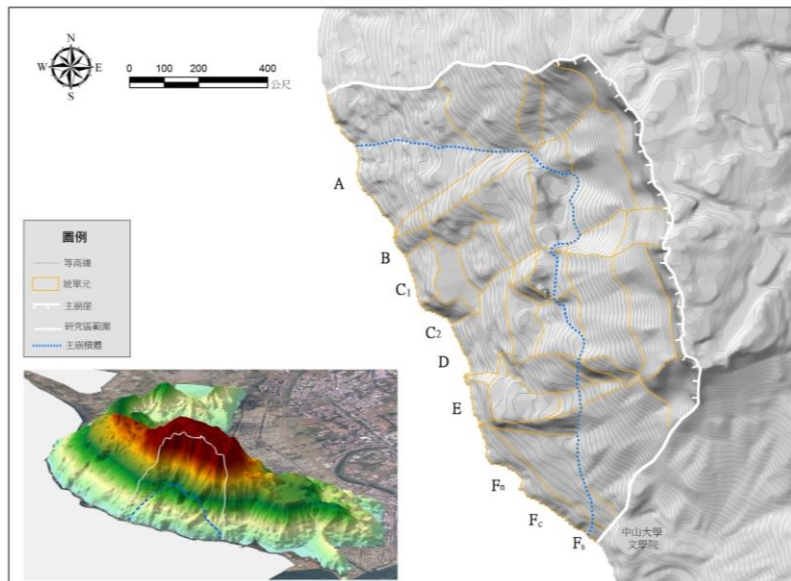 N
W E
S
0 100 200 400
公尺
圖例
等高線
坡單元
主崩崖
研究區範圍
主崩積體
A
B
C1
C2
D
E
Fn
Fc
Fs
中山大學
文學院